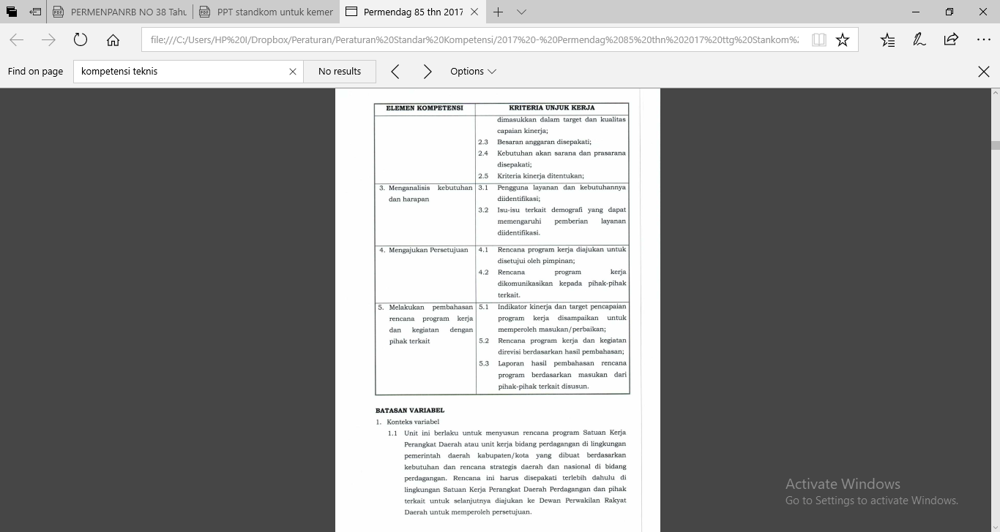 PERMENPANRB NO 38 Tahu
PPT standkom untuk kemer
Permendag 85 thn 2017
file:///C:/Users/HP%20I/Dropbox/Peraturan/Peraturan%20Standar%20Kompetensi/2017%20-%20Permendag%2085%20thn%202017%20ttg%20Stankom%
Find on page
kompetensi teknis
No results
Options
ELEMEN KOMPETENSI
KRITERIA UNJUK KERJA
dimasukkan dalam target dan kualitas
capaian kinerja;
2.3 Besaran anggaran disepakati;
2.4 Kebutuhan akan sarana dan prasarana
disepakati;
2.5 Kriteria kinerja ditentukan;
3. Menganalisis kebutuhan
dan harapan
3.1 Pengguna layanan dan kebutuhannya
diidentifikasi;
3.2 Isu-isu terkait demografi yang dapat
memengaruhi pemberian layanan
diidentifikasi.
4. Mengajukan Persetujuan
4.1 Rencana program kerja diajukan untuk
disetujui oleh pimpinan;
4.2 Rencana program kerja
dikomunikasikan kepada pihak-pihak
terkait.
5. Melakukan pembahasan
rencana program kerja
dan kegiatan dengan
pihak terkait
5.1 Indikator kinerja dan target pencapaian
program kerja disampaikan untuk
memperoleh masukan/perbaikan;
5.2 Rencana program kerja dan kegiatan
direvisi berdasarkan hasil pembahasan;
5.3 Laporan hasil pembahasan rencana
program berdasarkan masukan dari
pihak-pihak terkait disusun.
BATASAN VARIABEL
1. Konteks variabel
1.1 Unit ini berlaku untuk menyusun rencana program Satuan Kerja
Perangkat Daerah atau unit kerja bidang perdagangan di lingkungan
pemerintah daerah kabupaten/kota yang dibuat berdasarkan
kebutuhan dan rencana strategis daerah dan nasional di bidang
perdagangan. Rencana ini harus disepakati terlebih dahulu di
lingkungan Satuan Kerja Perangkat Daerah Perdagangan dan pihak
terkait untuk selanjutnya diajukan ke Dewan Perwakilan Rakyat
Daerah untuk memperoleh persetujuan.
Activate Windows
Go to Settings to activate Windows.